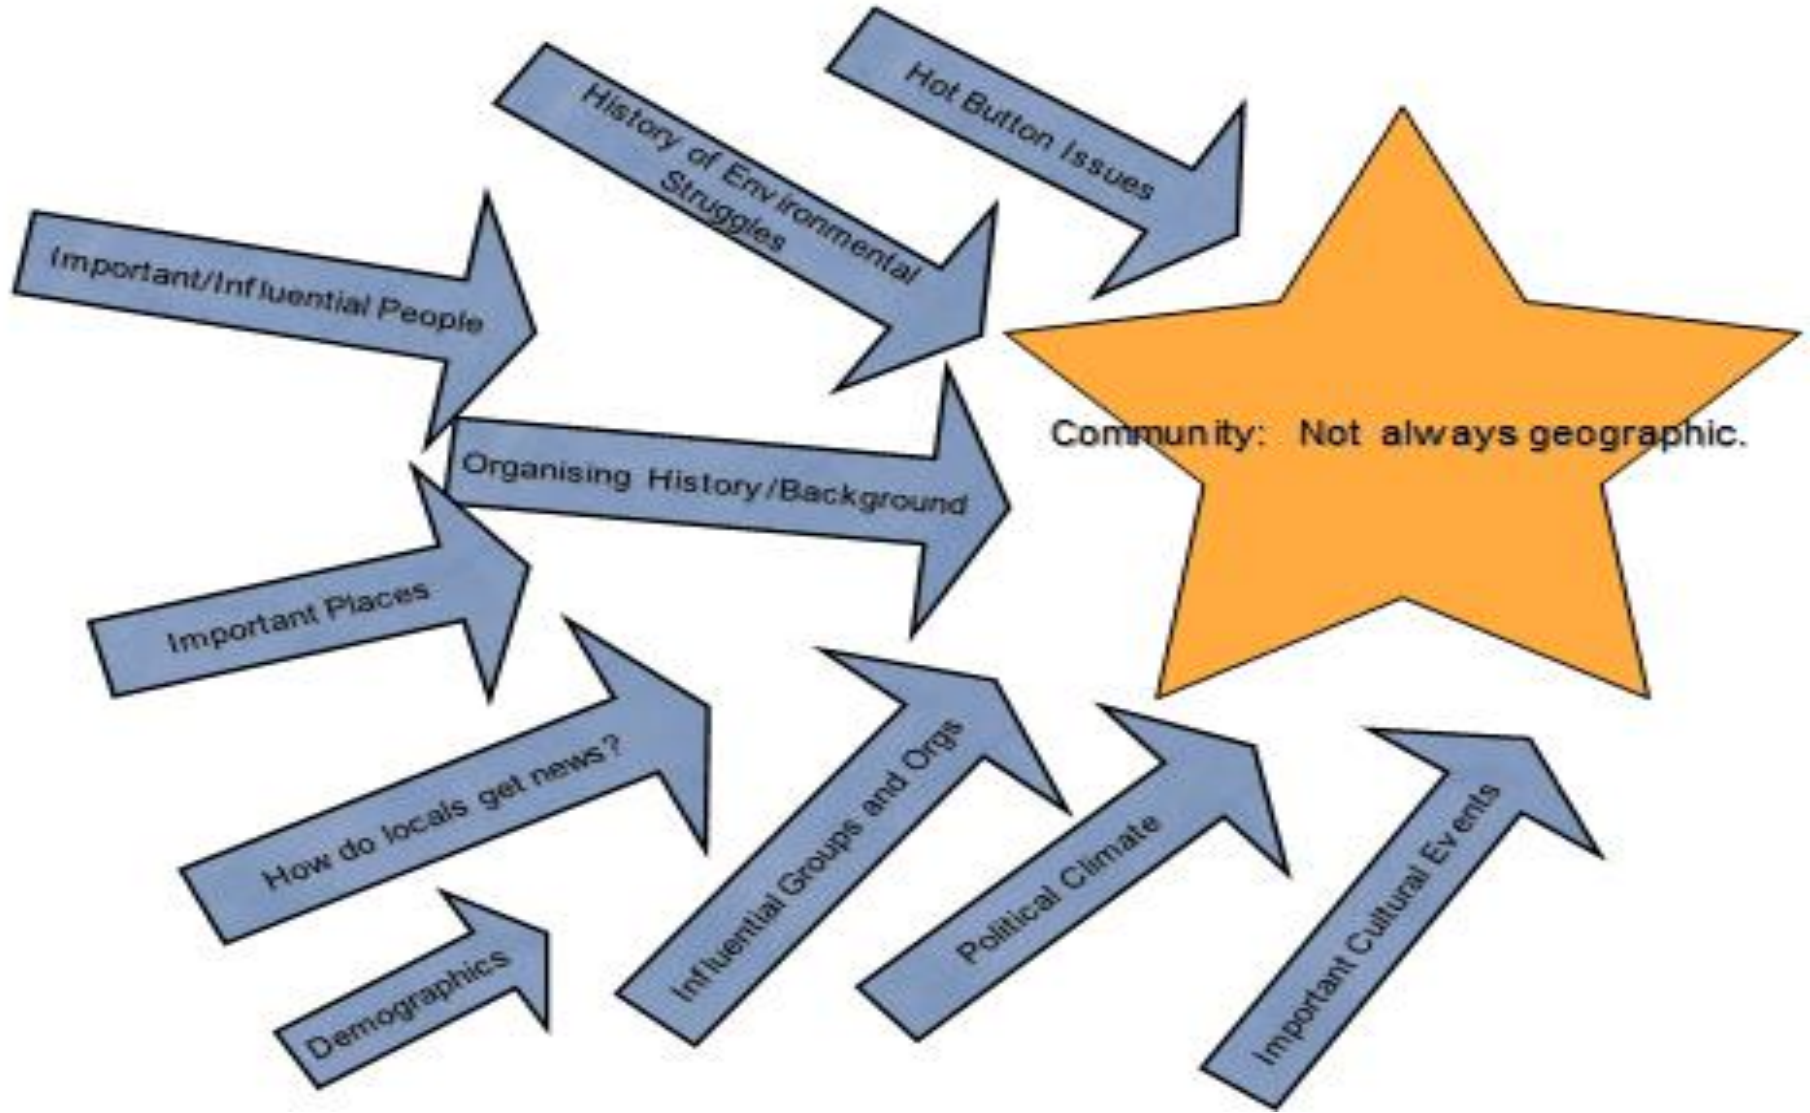 Hot Button Issues
History of Environmental
Struggles
Important/Influential People
Community: Not always geographic.
Organising History/Background
Important Places
How do locals get news?
Influential Groups and Orgs
Political Climate
Important Cultural Events
Demographics